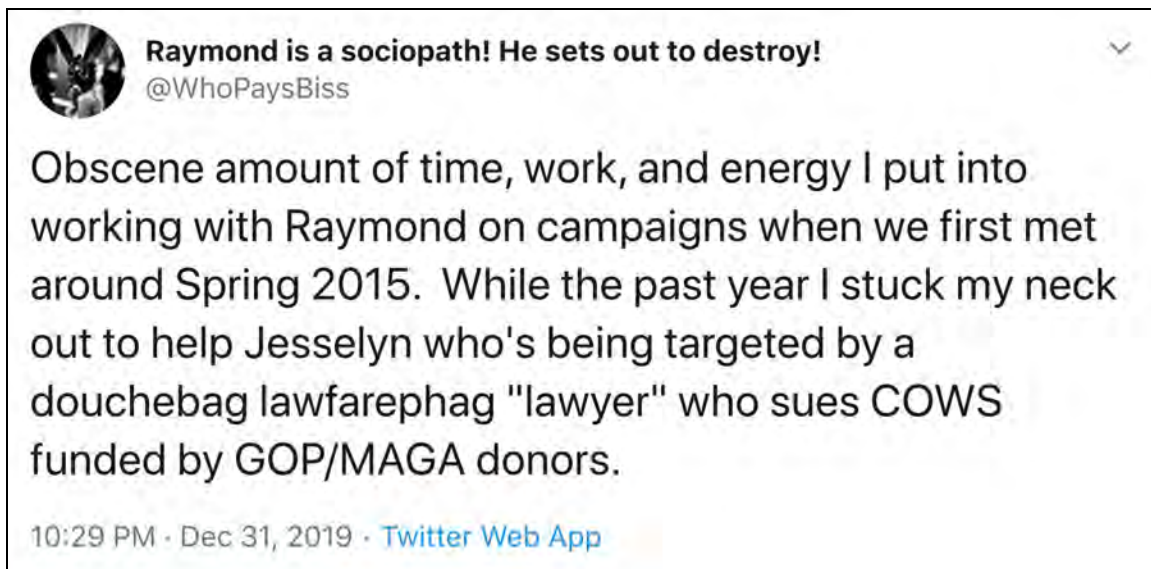 Raymond is a sociopath! He sets out to destroy!
@WhoPaysBiss
Obscene amount of time, work, and energy I put into
working with Raymond on campaigns when we first met
around Spring 2015.  While the past year I stuck my neck
out to help Jesselyn who's being targeted by a
douchebag lawfarephag "lawyer" who sues COWS
funded by GOP/MAGA donors.
10:29 PM · Dec 31, 2019 · Twitter Web App